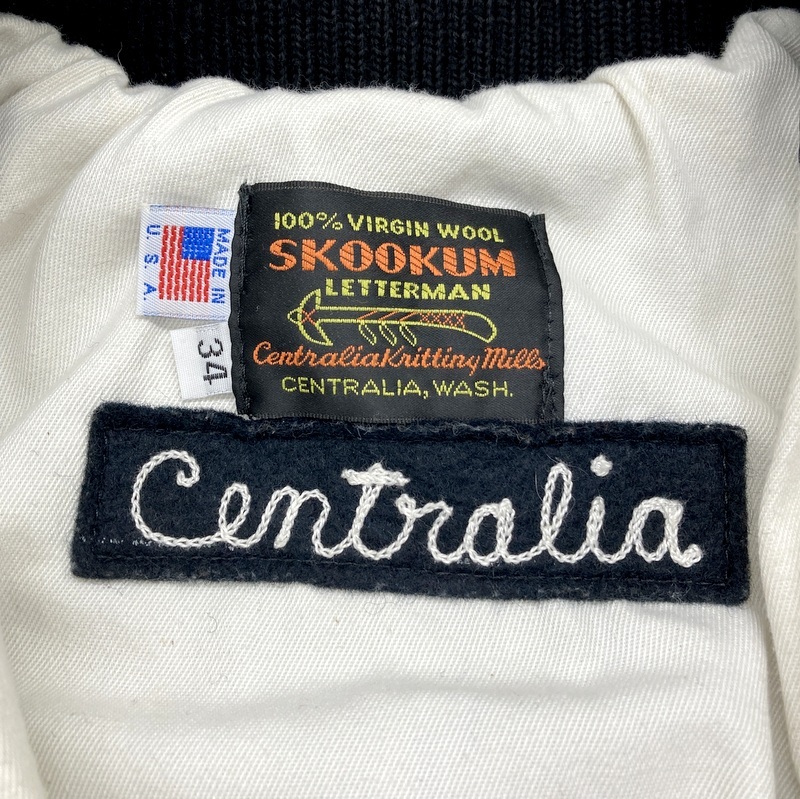 100% VIRGIN WOOL
SKOOKUM
LETTERMAN
Centralia Knitting Mills
CENTRALIA, WASH.
MADE IN
U.S.A.
34
Centralia